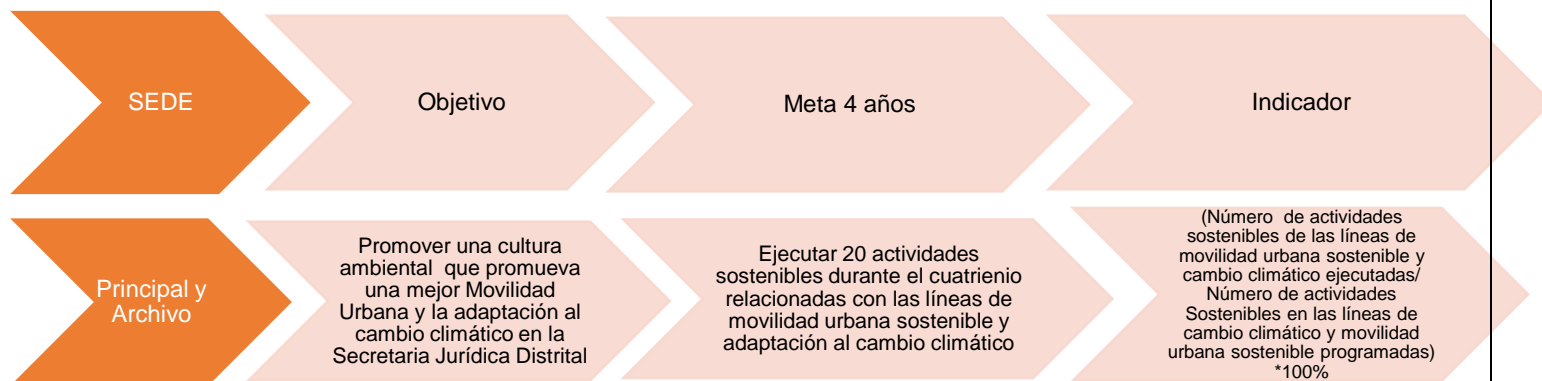 SEDE
Objetivo
Meta 4 años
Indicador
Principal y
Archivo
Promover una cultura
ambiental que promueva
una mejor Movilidad
Urbana y la adaptación al
cambio climático en la
Secretaria Jurídica Distrital
Ejecutar 20 actividades
sostenibles durante el cuatrienio
relacionadas con las líneas de
movilidad urbana sostenible y
adaptación al cambio climático
(Número de actividades
sostenibles de las líneas de
movilidad urbana sostenible y
cambio climático ejecutadas/
Número de actividades
Sostenibles en las líneas de
cambio climático y movilidad
urbana sostenible programadas)
*100%